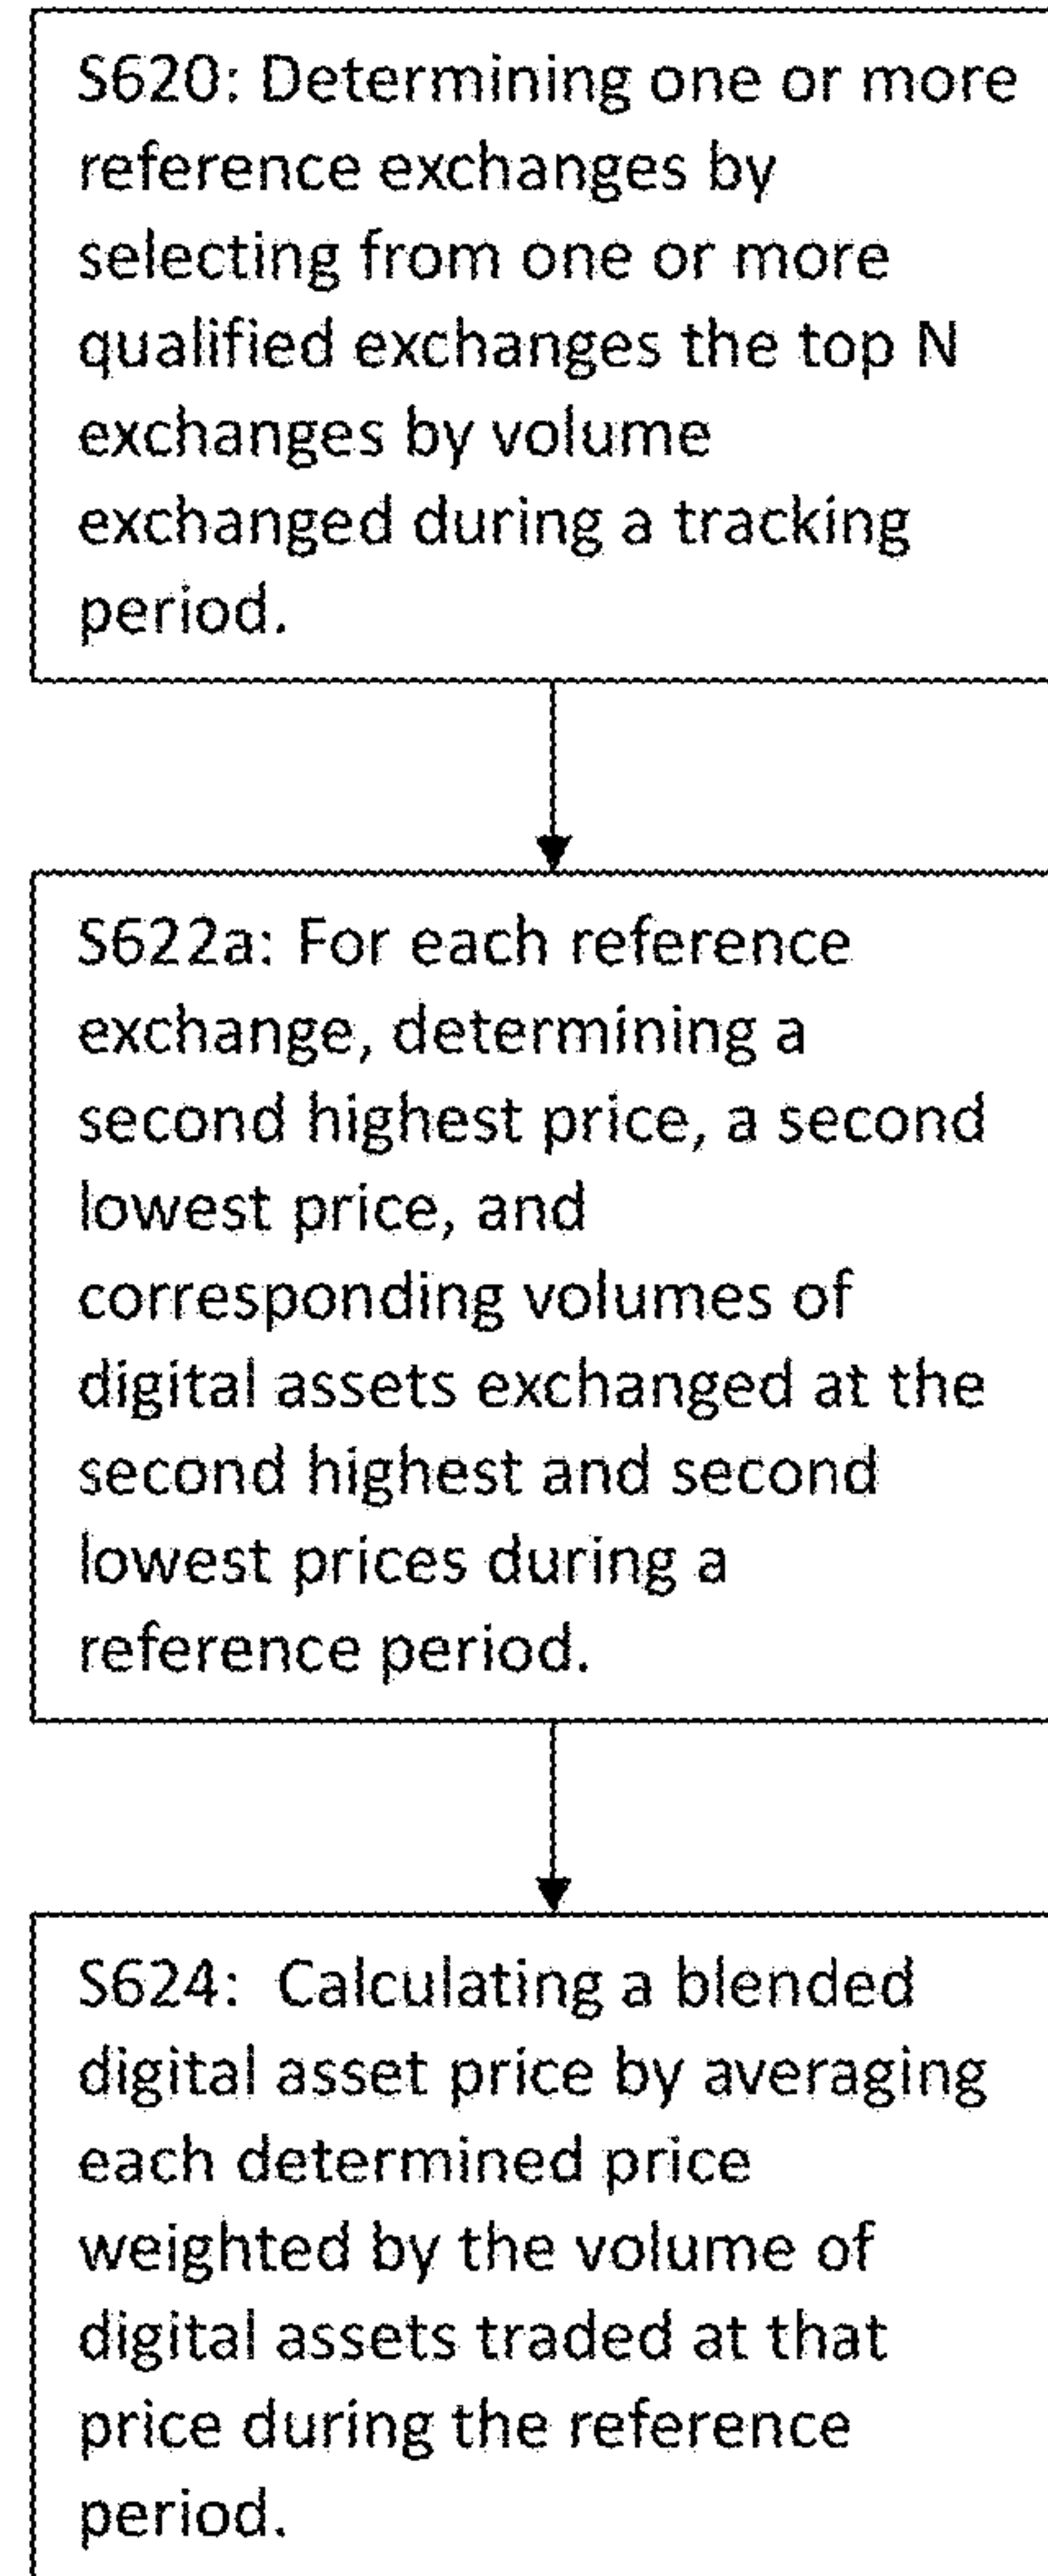 S620: Determining one or more
reference exchanges by
selecting from one or more
qualified exchanges the top N
exchanges by volume
exchanged during a tracking
period.
S622a: For each reference
exchange, determining a
second highest price, a second
lowest price, and
corresponding volumes of
digital assets exchanged at the
second highest and second
lowest prices during a
reference period.
S624: Calculating a blended
digital asset price by averaging
each determined price
weighted by the volume of
digital assets traded at that
price during the reference
period.